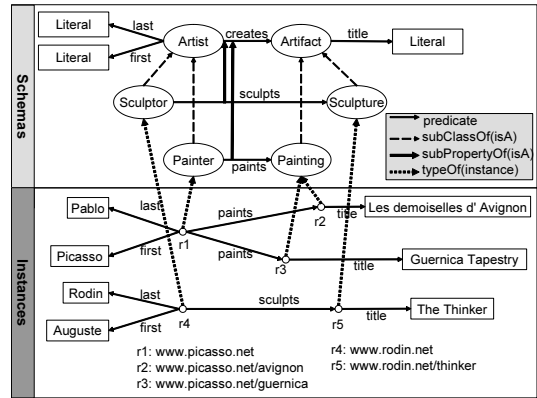 Schemas
Literal
last
Artist
creates
Artifact
title
Literal
Literal
first
Sculptor
sculpts
Sculpture
predicate
subClassOf(isA)
subPropertyOf(isA)
typeOf(instance)
Painter
paints
Painting
Instances
Pablo
last
paints
r2
title
Les demoiselles d' Avignon
r1
Picasso
first
paints
r3
title
Guernica Tapestry
Rodin
last
sculpts
Auguste
first
r4
r5
title
The Thinker
r1: www.picasso.net
r2: www.picasso.net/avignon
r3: www.picasso.net/guernica
r4: www.rodin.net
r5: www.rodin.net/thinker